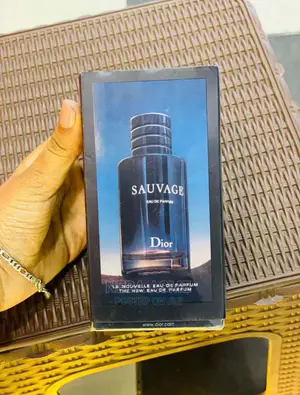 SAUVAGE
EAU DE PARFUM
Dior
LA NOUVELLE EAU DE PARFUM
THE NEW EAU DE PARFUM
www.dior.com